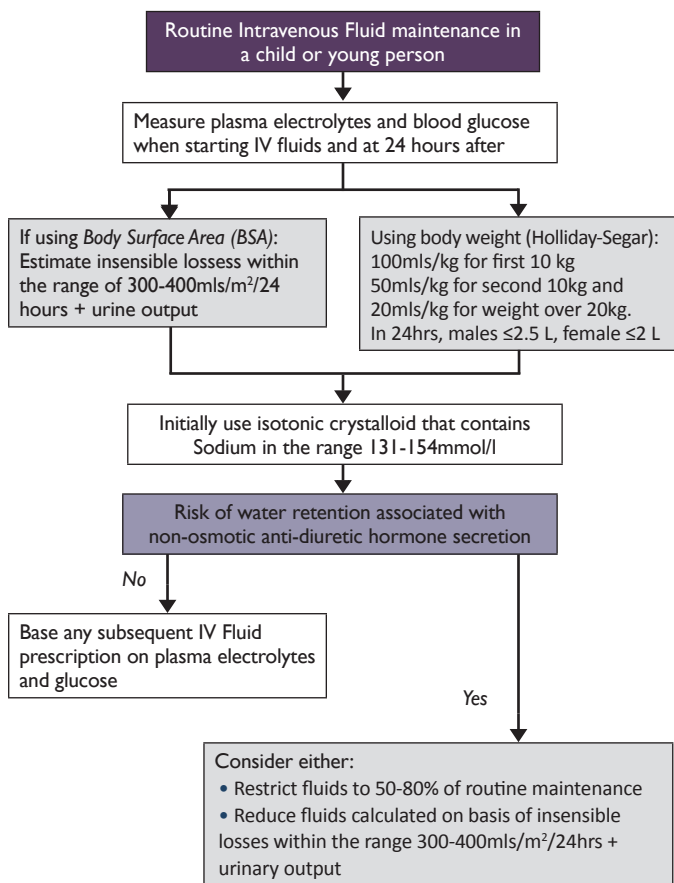 Routine Intravenous Fluid maintenance in
a child or young person
Measure plasma electrolytes and blood glucose
when starting IV fluids and at 24 hours after
If using Body Surface Area (BSA):
Estimate insensible lossess within
the range of 300-400mls/m²/24
hours + urine output
Using body weight (Holliday-Segar):
100mls/kg for first 10 kg
50mls/kg for second 10kg and
20mls/kg for weight over 20kg.
In 24hrs, males ≤2.5 L, female ≤2 L
Initially use isotonic crystalloid that contains
Sodium in the range 131-154mmol/l
Risk of water retention associated with
non-osmotic anti-diuretic hormone secretion
No
Base any subsequent IV Fluid
prescription on plasma electrolytes
and glucose
Yes
Consider either:
• Restrict fluids to 50-80% of routine maintenance
• Reduce fluids calculated on basis of insensible
losses within the range 300-400mls/m²/24hrs +
urinary output